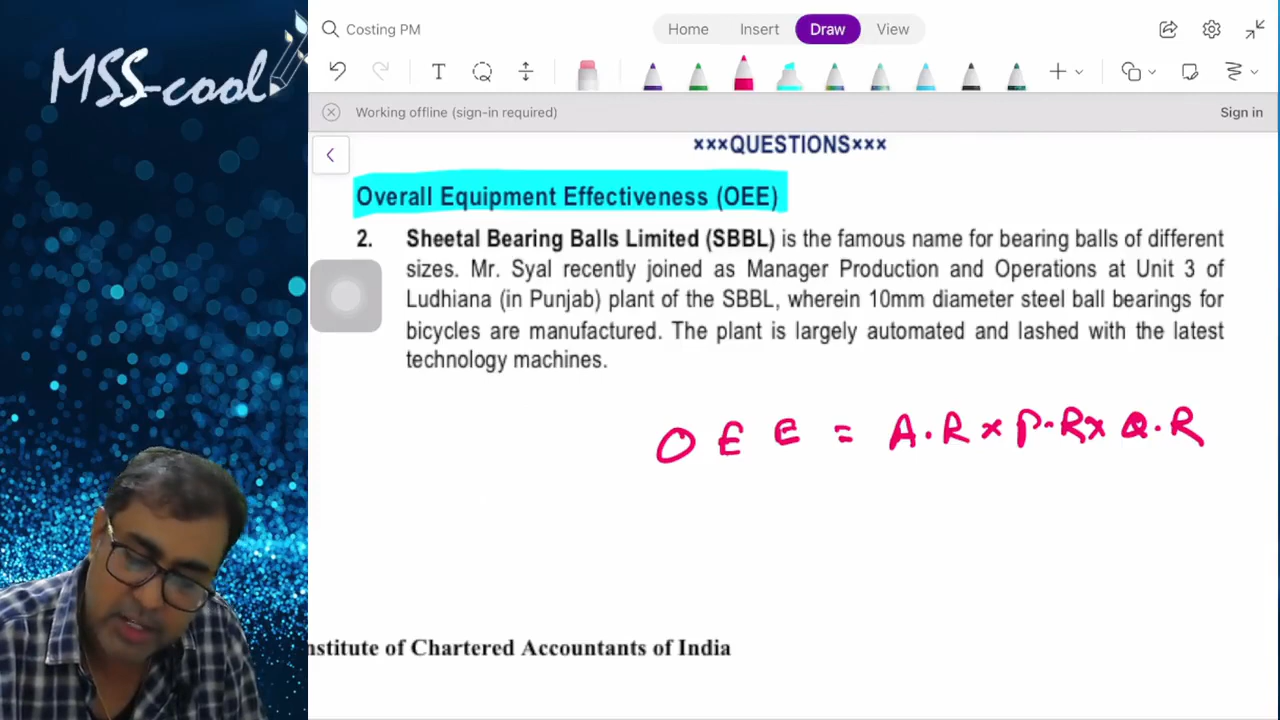 MSS-cool
Costing PM
Home Insert Draw View
Working offline (sign-in required)
Sign in
×××QUESTIONS×××
Overall Equipment Effectiveness (OEE)
2. Sheetal Bearing Balls Limited (SBBL) is the famous name for bearing balls of different
sizes. Mr. Syal recently joined as Manager Production and Operations at Unit 3 of
Ludhiana (in Punjab) plant of the SBBL, wherein 10mm diameter steel ball bearings for
bicycles are manufactured. The plant is largely automated and lashed with the latest
technology machines.
O E E = A.R × P.R × Q.R
nstitute of Chartered Accountants of India